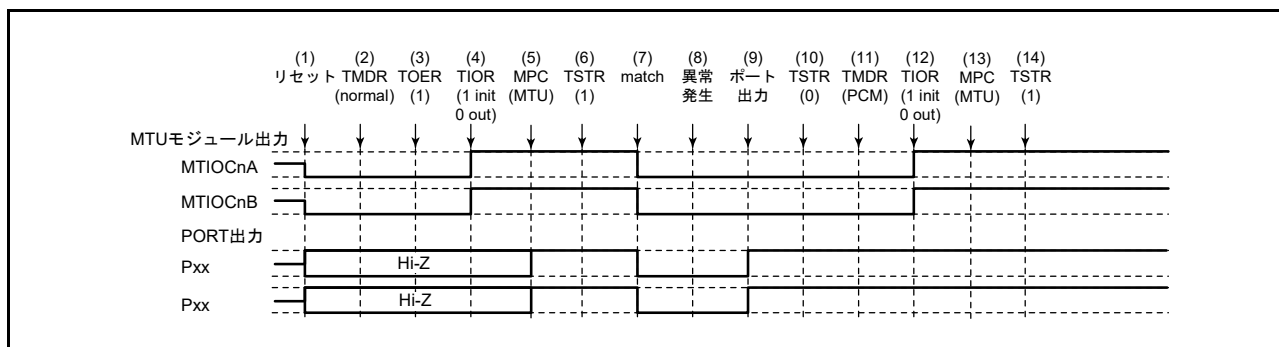 (1) (2) (3) (4) (5) (6) (7) (8) (9) (10) (11) (12) (13) (14)
リセット TMDR TOER TIOR MPC TSTR match 異常 ポート TSTR TMDR TIOR MPC TSTR
(normal) (1) (1 init (MTU) (1) 発生 出力 (0) (PCM) (1 init (MTU) (1)
0 out) 0 out)
MTUモジュール出力
MTIOCnA
MTIOCnB
PORT出力
Pxx Hi-Z
Pxx Hi-Z